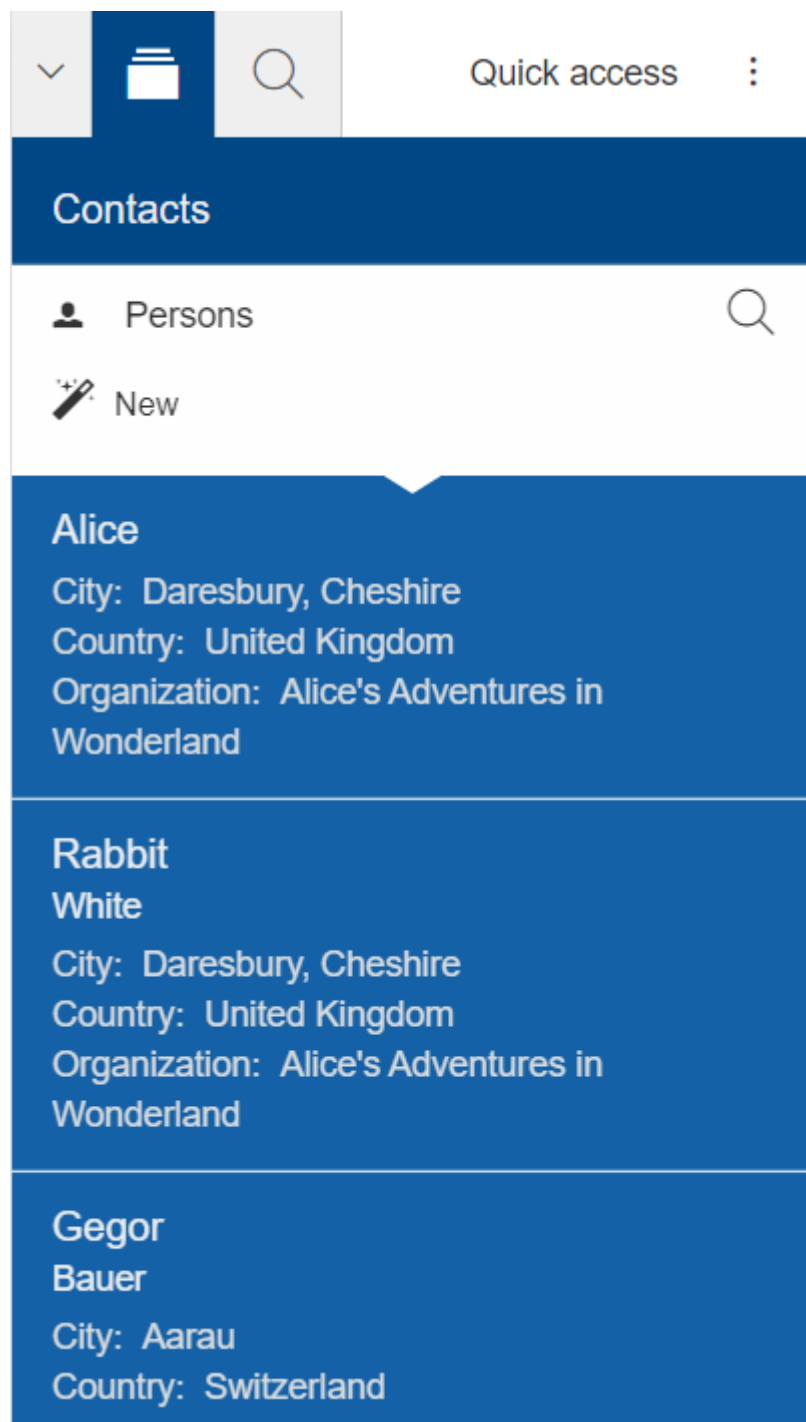 Quick access
Contacts
Persons
New
Alice
City: Daresbury, Cheshire
Country: United Kingdom
Organization: Alice's Adventures in
Wonderland
Rabbit
White
City: Daresbury, Cheshire
Country: United Kingdom
Organization: Alice's Adventures in
Wonderland
Gegor
Bauer
City: Aarau
Country: Switzerland